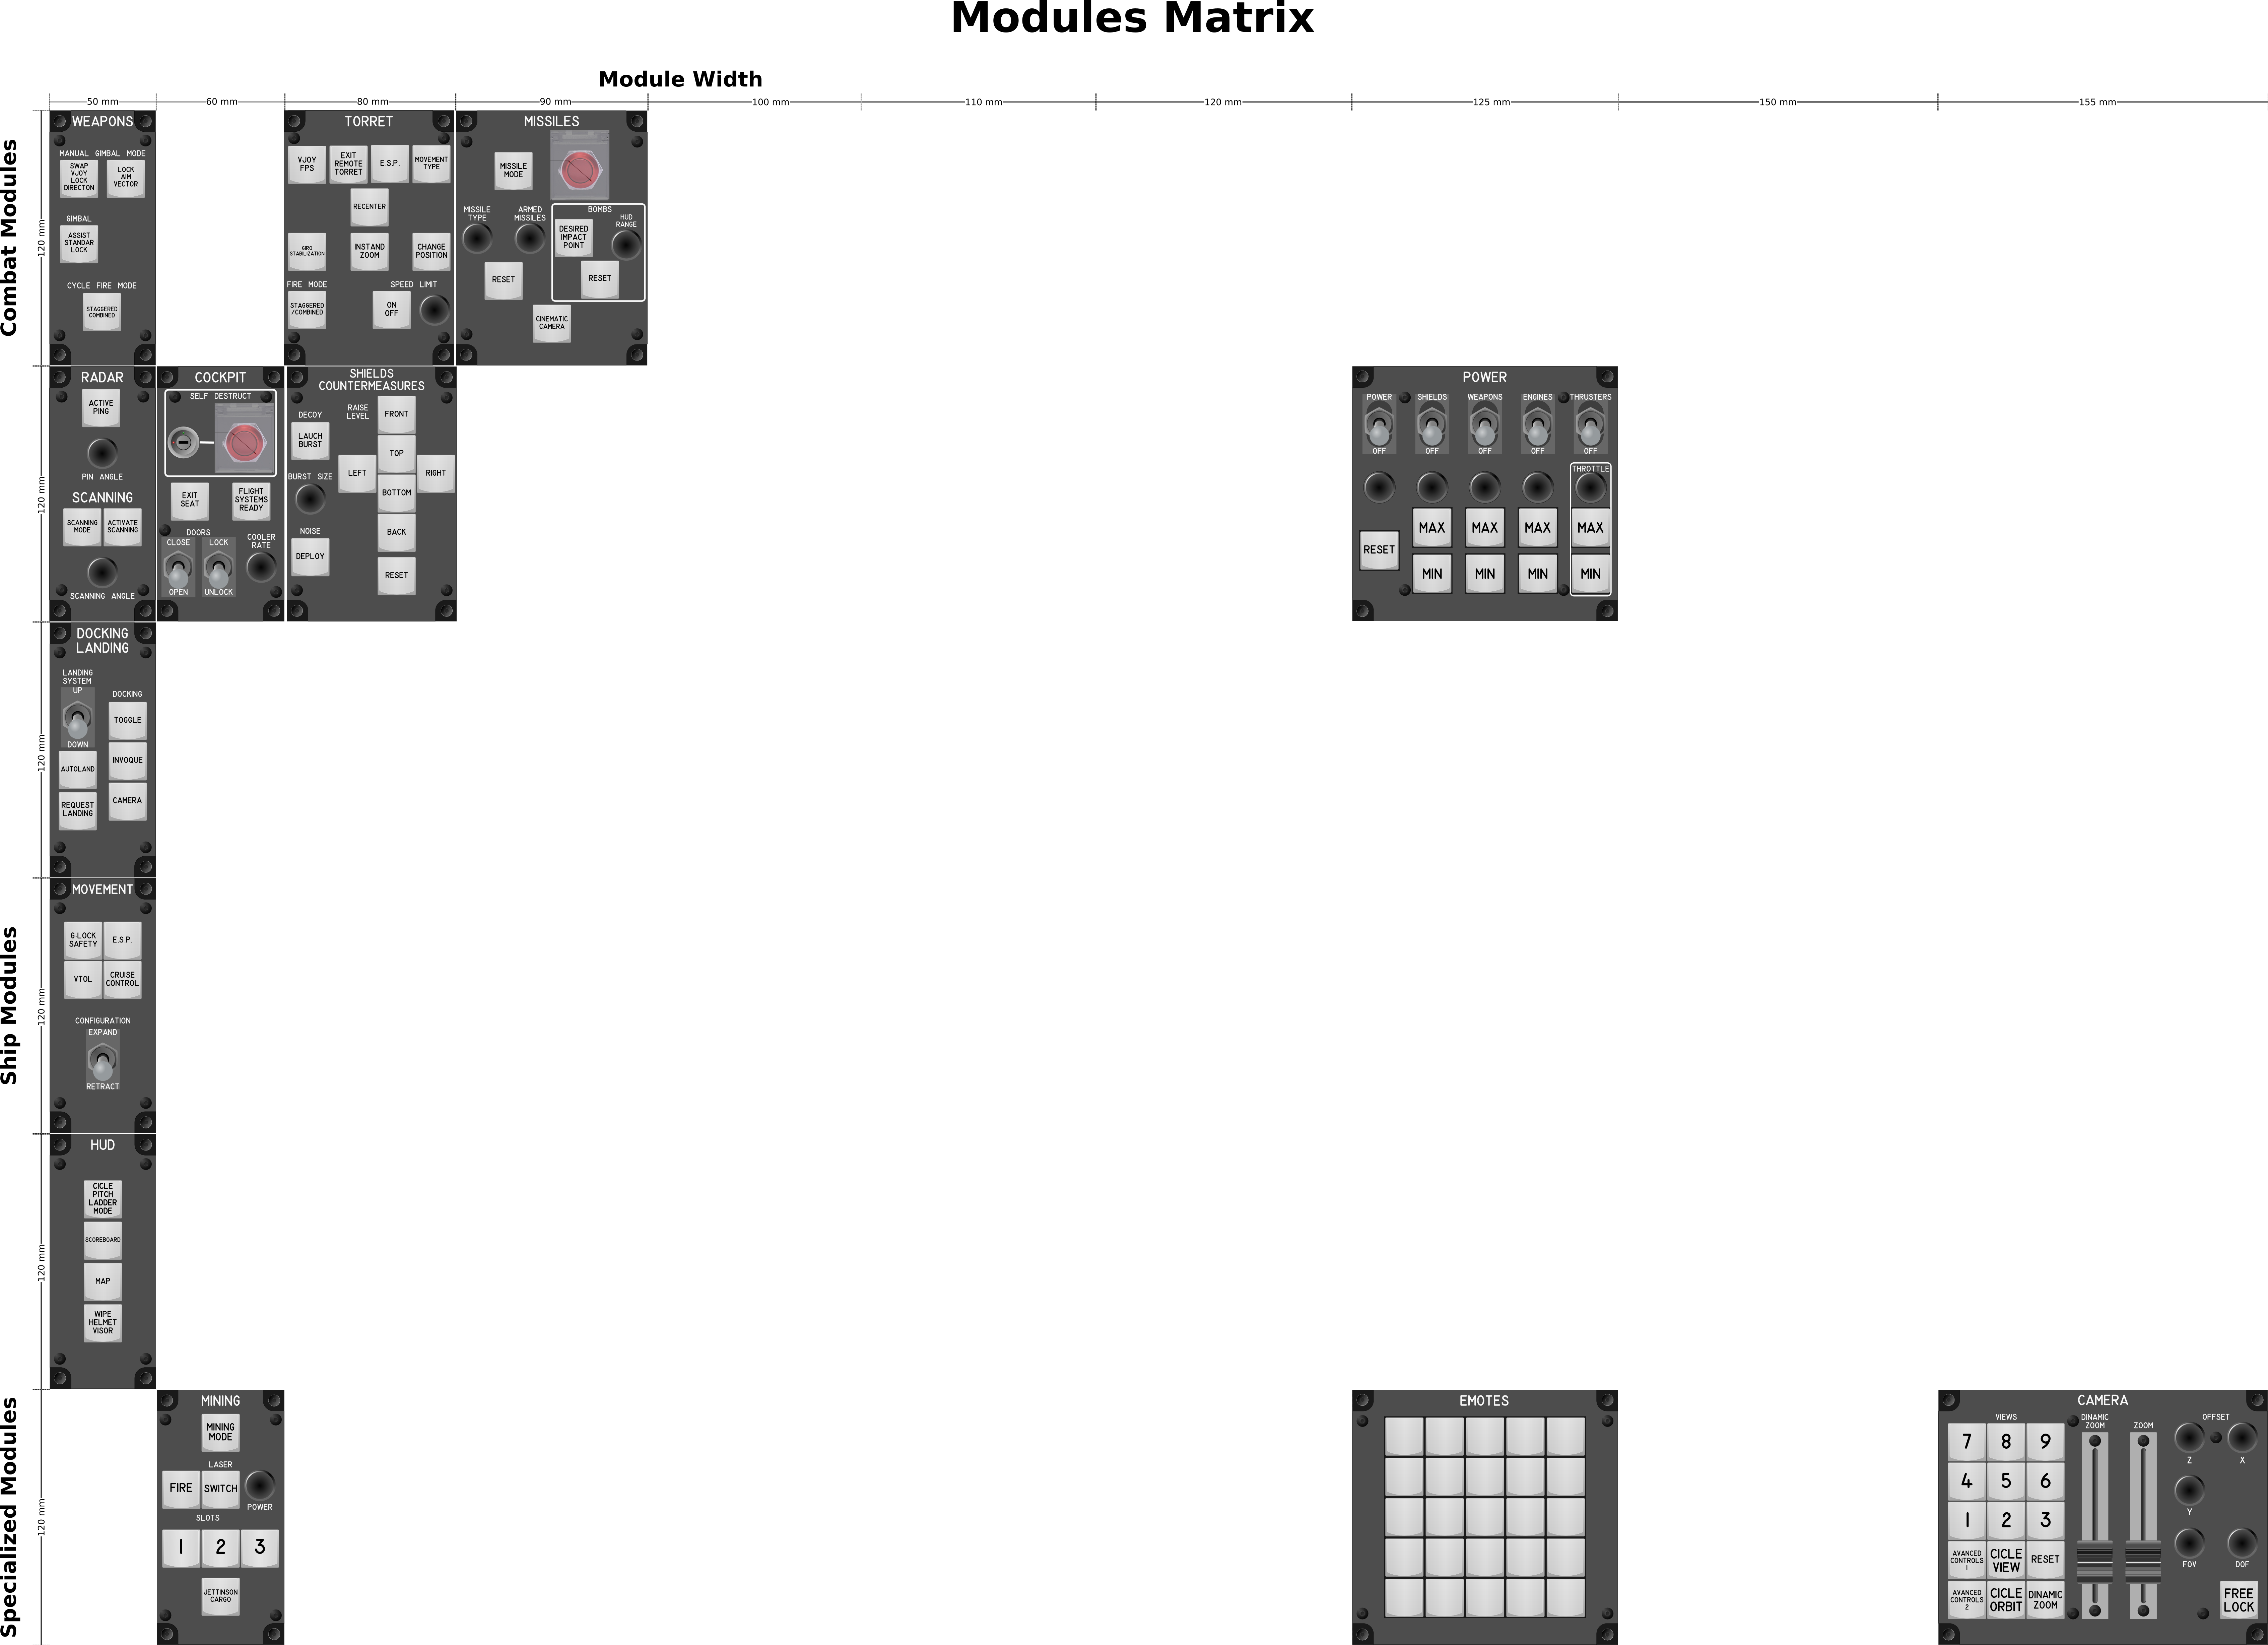 Modules Matrix
Module Width
50 mm
60 mm
80 mm
90 mm
100 mm
110 mm
120 mm
125 mm
150 mm
155 mm
Combat Modules
120 mm
WEAPONS
MANUAL GIMBAL MODE
SWAP
VJOY
LOCK
DIRECTON
LOCK
AIM
VECTOR
GIMBAL
ASSIST
STANDAR
LOCK
CYCLE FIRE MODE
STAGGERED
COMBINED
TORRET
VJOY
FPS
EXIT
REMOTE
TORRET
E.S.P.
MOVEMENT
TYPE
RECENTER
GIRO
STABILIZATION
INSTAND
ZOOM
CHANGE
POSITION
FIRE MODE
STAGGERED
/COMBINED
SPEED LIMIT
ON
OFF
MISSILES
MISSILE
MODE
MISSILE
TYPE
ARMED
MISSILES
RESET
BOMBS
DESIRED
IMPACT
POINT
HUD
RANGE
RESET
CINEMATIC
CAMERA
Ship Modules
120 mm
RADAR
ACTIVE
PING
PIN ANGLE
SCANNING
SCANNING
MODE
ACTIVATE
SCANNING
SCANNING ANGLE
COCKPIT
SELF DESTRUCT
EXIT
SEAT
FLIGHT
SYSTEMS
READY
DOORS
CLOSE
OPEN
LOCK
UNLOCK
COOLER
RATE
SHIELDS
COUNTERMEASURES
DECOY
LAUCH
BURST
BURST SIZE
NOISE
DEPLOY
RAISE
LEVEL
FRONT
TOP
LEFT
RIGHT
BOTTOM
BACK
RESET
POWER
POWER
OFF
SHIELDS
OFF
WEAPONS
OFF
ENGINES
OFF
THRUSTERS
OFF
THROTTLE
RESET
MAX
MAX
MAX
MAX
MIN
MIN
MIN
MIN
120 mm
DOCKING
LANDING
LANDING
SYSTEM
UP
DOWN
AUTOLAND
REQUEST
LANDING
DOCKING
TOGGLE
INVOQUE
CAMERA
120 mm
MOVEMENT
G-LOCK
SAFETY
E.S.P.
VTOL
CRUISE
CONTROL
CONFIGURATION
EXPAND
RETRACT
120 mm
HUD
CICLE
PITCH
LADDER
MODE
SCOREBOARD
MAP
WIPE
HELMET
VISOR
Specialized Modules
120 mm
MINING
MINING
MODE
LASER
FIRE
SWITCH
POWER
SLOTS
1
2
3
JETTINSON
CARGO
EMOTES
CAMERA
VIEWS
7
8
9
4
5
6
1
2
3
AVANCED
CONTROLS
1
CICLE
VIEW
RESET
AVANCED
CONTROLS
2
CICLE
ORBIT
DINAMIC
ZOOM
DINAMIC
ZOOM
ZOOM
OFFSET
Z
X
Y
FOV
DOF
FREE
LOCK